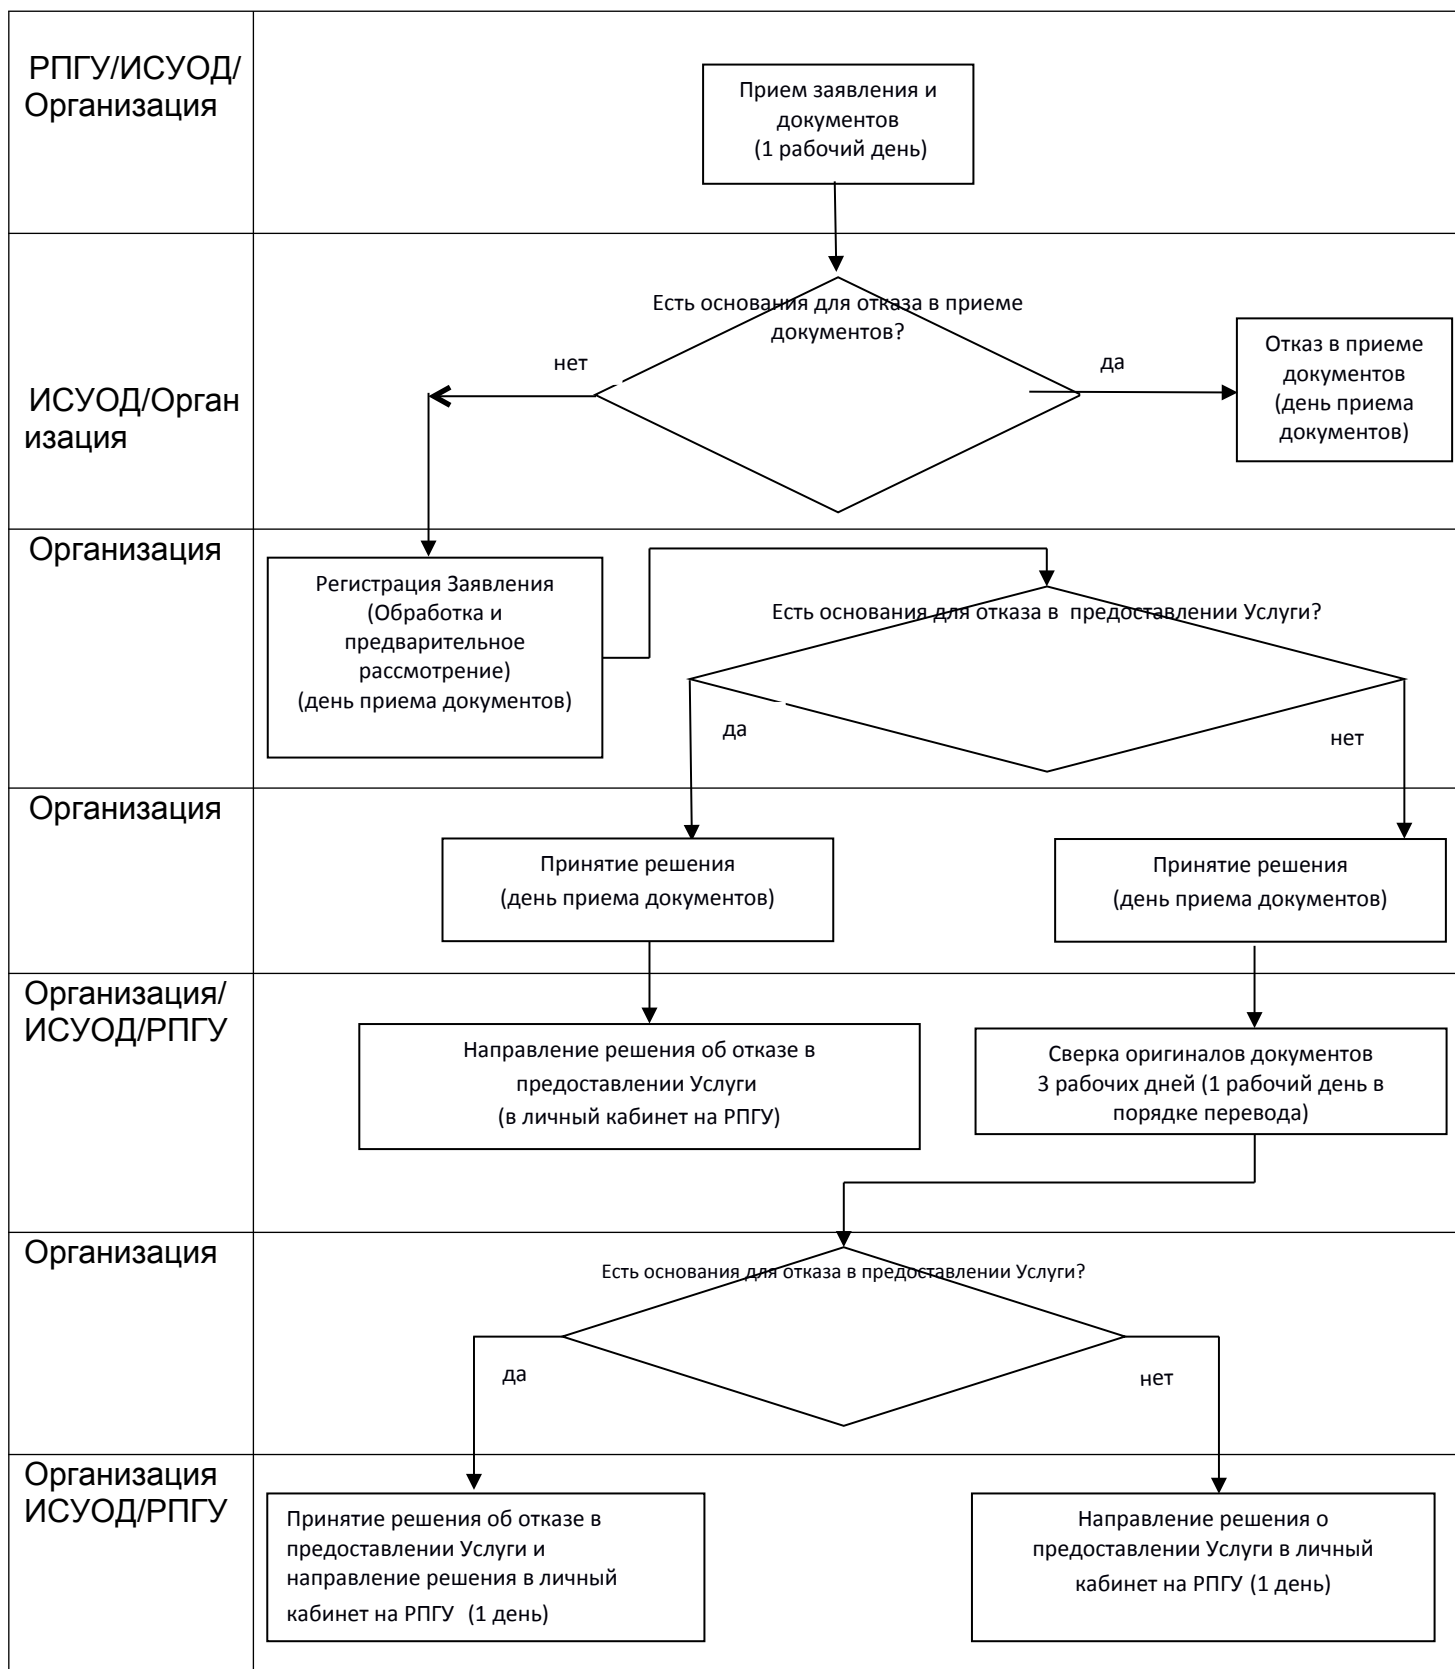 РПГУ/ИСУОД/
Организация
Прием заявления и
документов
(1 рабочий день)
ИСУОД/Орган
изация
Есть основания для отказа в приеме
документов?
нет
да
Отказ в приеме
документов
(день приема
документов)
Организация
Регистрация Заявления
(Обработка и
предварительное
рассмотрение)
(день приема документов)
Есть основания для отказа в предоставлении Услуги?
да
нет
Организация
Принятие решения
(день приема документов)
Принятие решения
(день приема документов)
Организация/
ИСУОД/РПГУ
Направление решения об отказе в
предоставлении Услуги
(в личный кабинет на РПГУ)
Сверка оригиналов документов
3 рабочих дней (1 рабочий день в
порядке перевода)
Организация
Есть основания для отказа в предоставлении Услуги?
да
нет
Организация
ИСУОД/РПГУ
Принятие решения об отказе в
предоставлении Услуги и
направление решения в личный
кабинет на РПГУ (1 день)
Направление решения о
предоставлении Услуги в личный
кабинет на РПГУ (1 день)